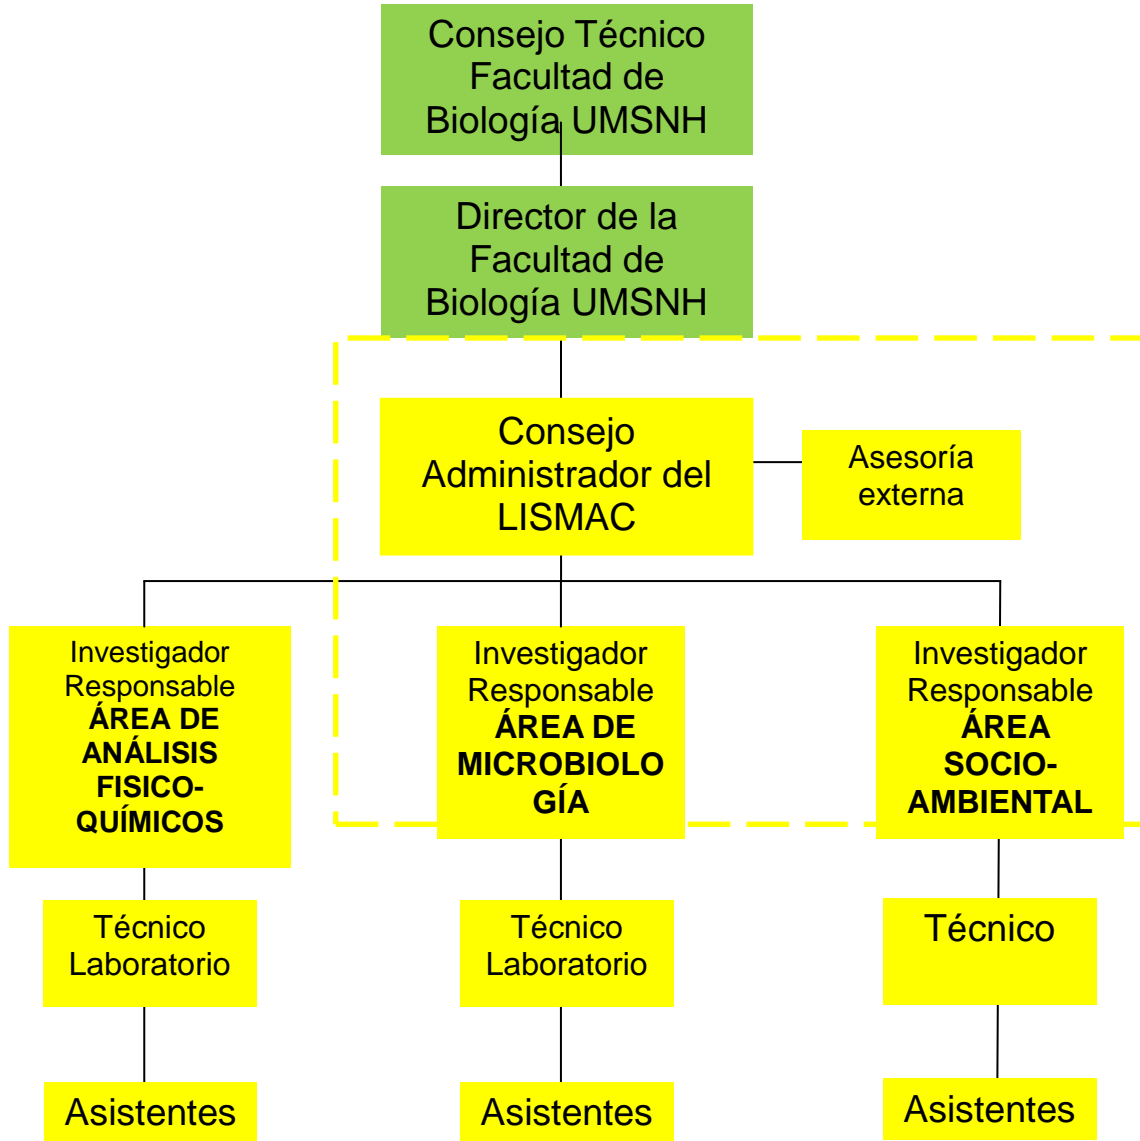 Consejo Técnico
Facultad de
Biología UMSNH
Director de la
Facultad de
Biología UMSNH
Consejo
Administrador del
LISMAC
Asesoría
externa
Investigador
Responsable
ÁREA DE
ANÁLISIS
FISICO-
QUÍMICOS
Investigador
Responsable
ÁREA DE
MICROBIOLO
GÍA
Investigador
Responsable
ÁREA
SOCIO-
AMBIENTAL
Técnico
Laboratorio
Técnico
Laboratorio
Técnico
Asistentes
Asistentes
Asistentes